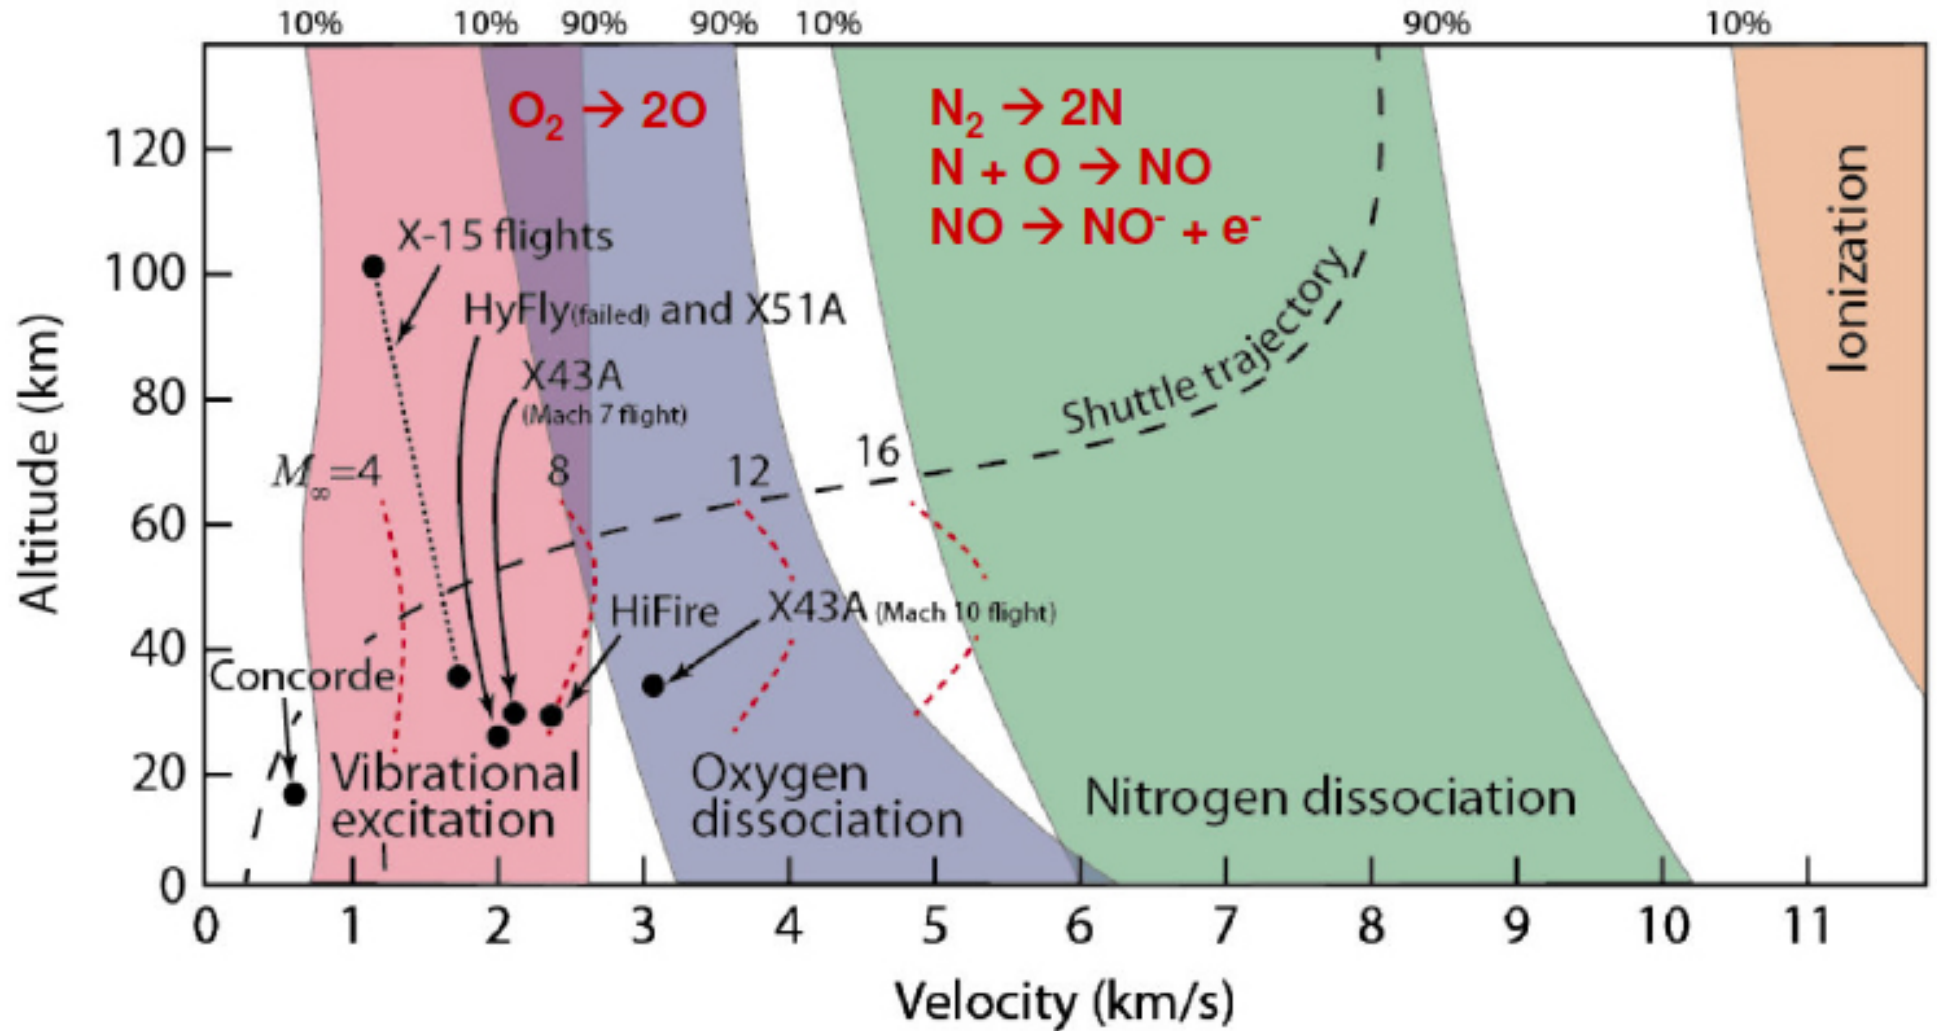 10% 10% 90% 90% 10% 90% 10%
O₂ → 2O
N₂ → 2N
N + O → NO
NO → NO⁻ + e⁻
120
100
80
60
40
20
0
Altitude (km)
X-15 flights
HyFly(failed) and X51A
X43A
(Mach 7 flight)
M∞=4
8
12
16
Shuttle trajectory
Ionization
HiFire
X43A (Mach 10 flight)
Concorde
Vibrational
excitation
Oxygen
dissociation
Nitrogen dissociation
0 1 2 3 4 5 6 7 8 9 10 11
Velocity (km/s)